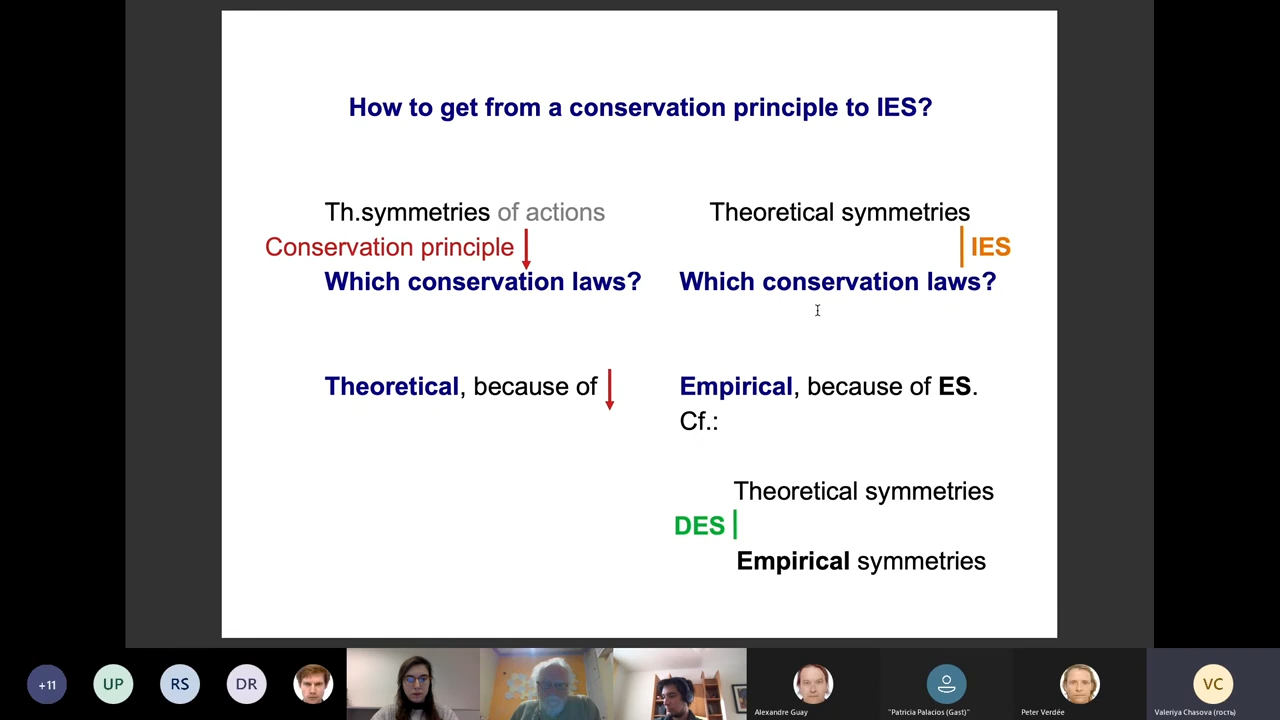 How to get from a conservation principle to IES?
Th.symmetries of actions
Conservation principle
Which conservation laws?
Theoretical, because of
Theoretical symmetries
IES
Which conservation laws?
Empirical, because of ES.
Cf.:
Theoretical symmetries
DES
Empirical symmetries
+11
UP
RS
DR
Alexandre Guay
"Patricia Palacios (Gast)"
Peter Verdée
VC
Valeriya Chasova (гость)